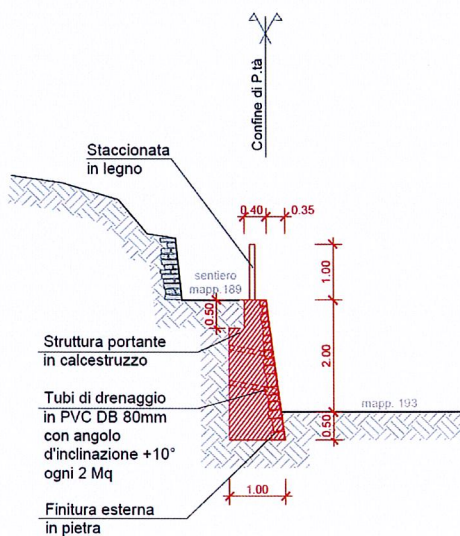 Confine di P.tà
Staccionata
in legno
0.40
0.35
1.00
sentiero
mapp.189
0.50
2.00
Struttura portante
in calcestruzzo
Tubi di drenaggio
in PVC DB 80mm
con angolo
d'inclinazione +10°
ogni 2 Mq
mapp. 193
0.50
1.00
Finitura esterna
in pietra